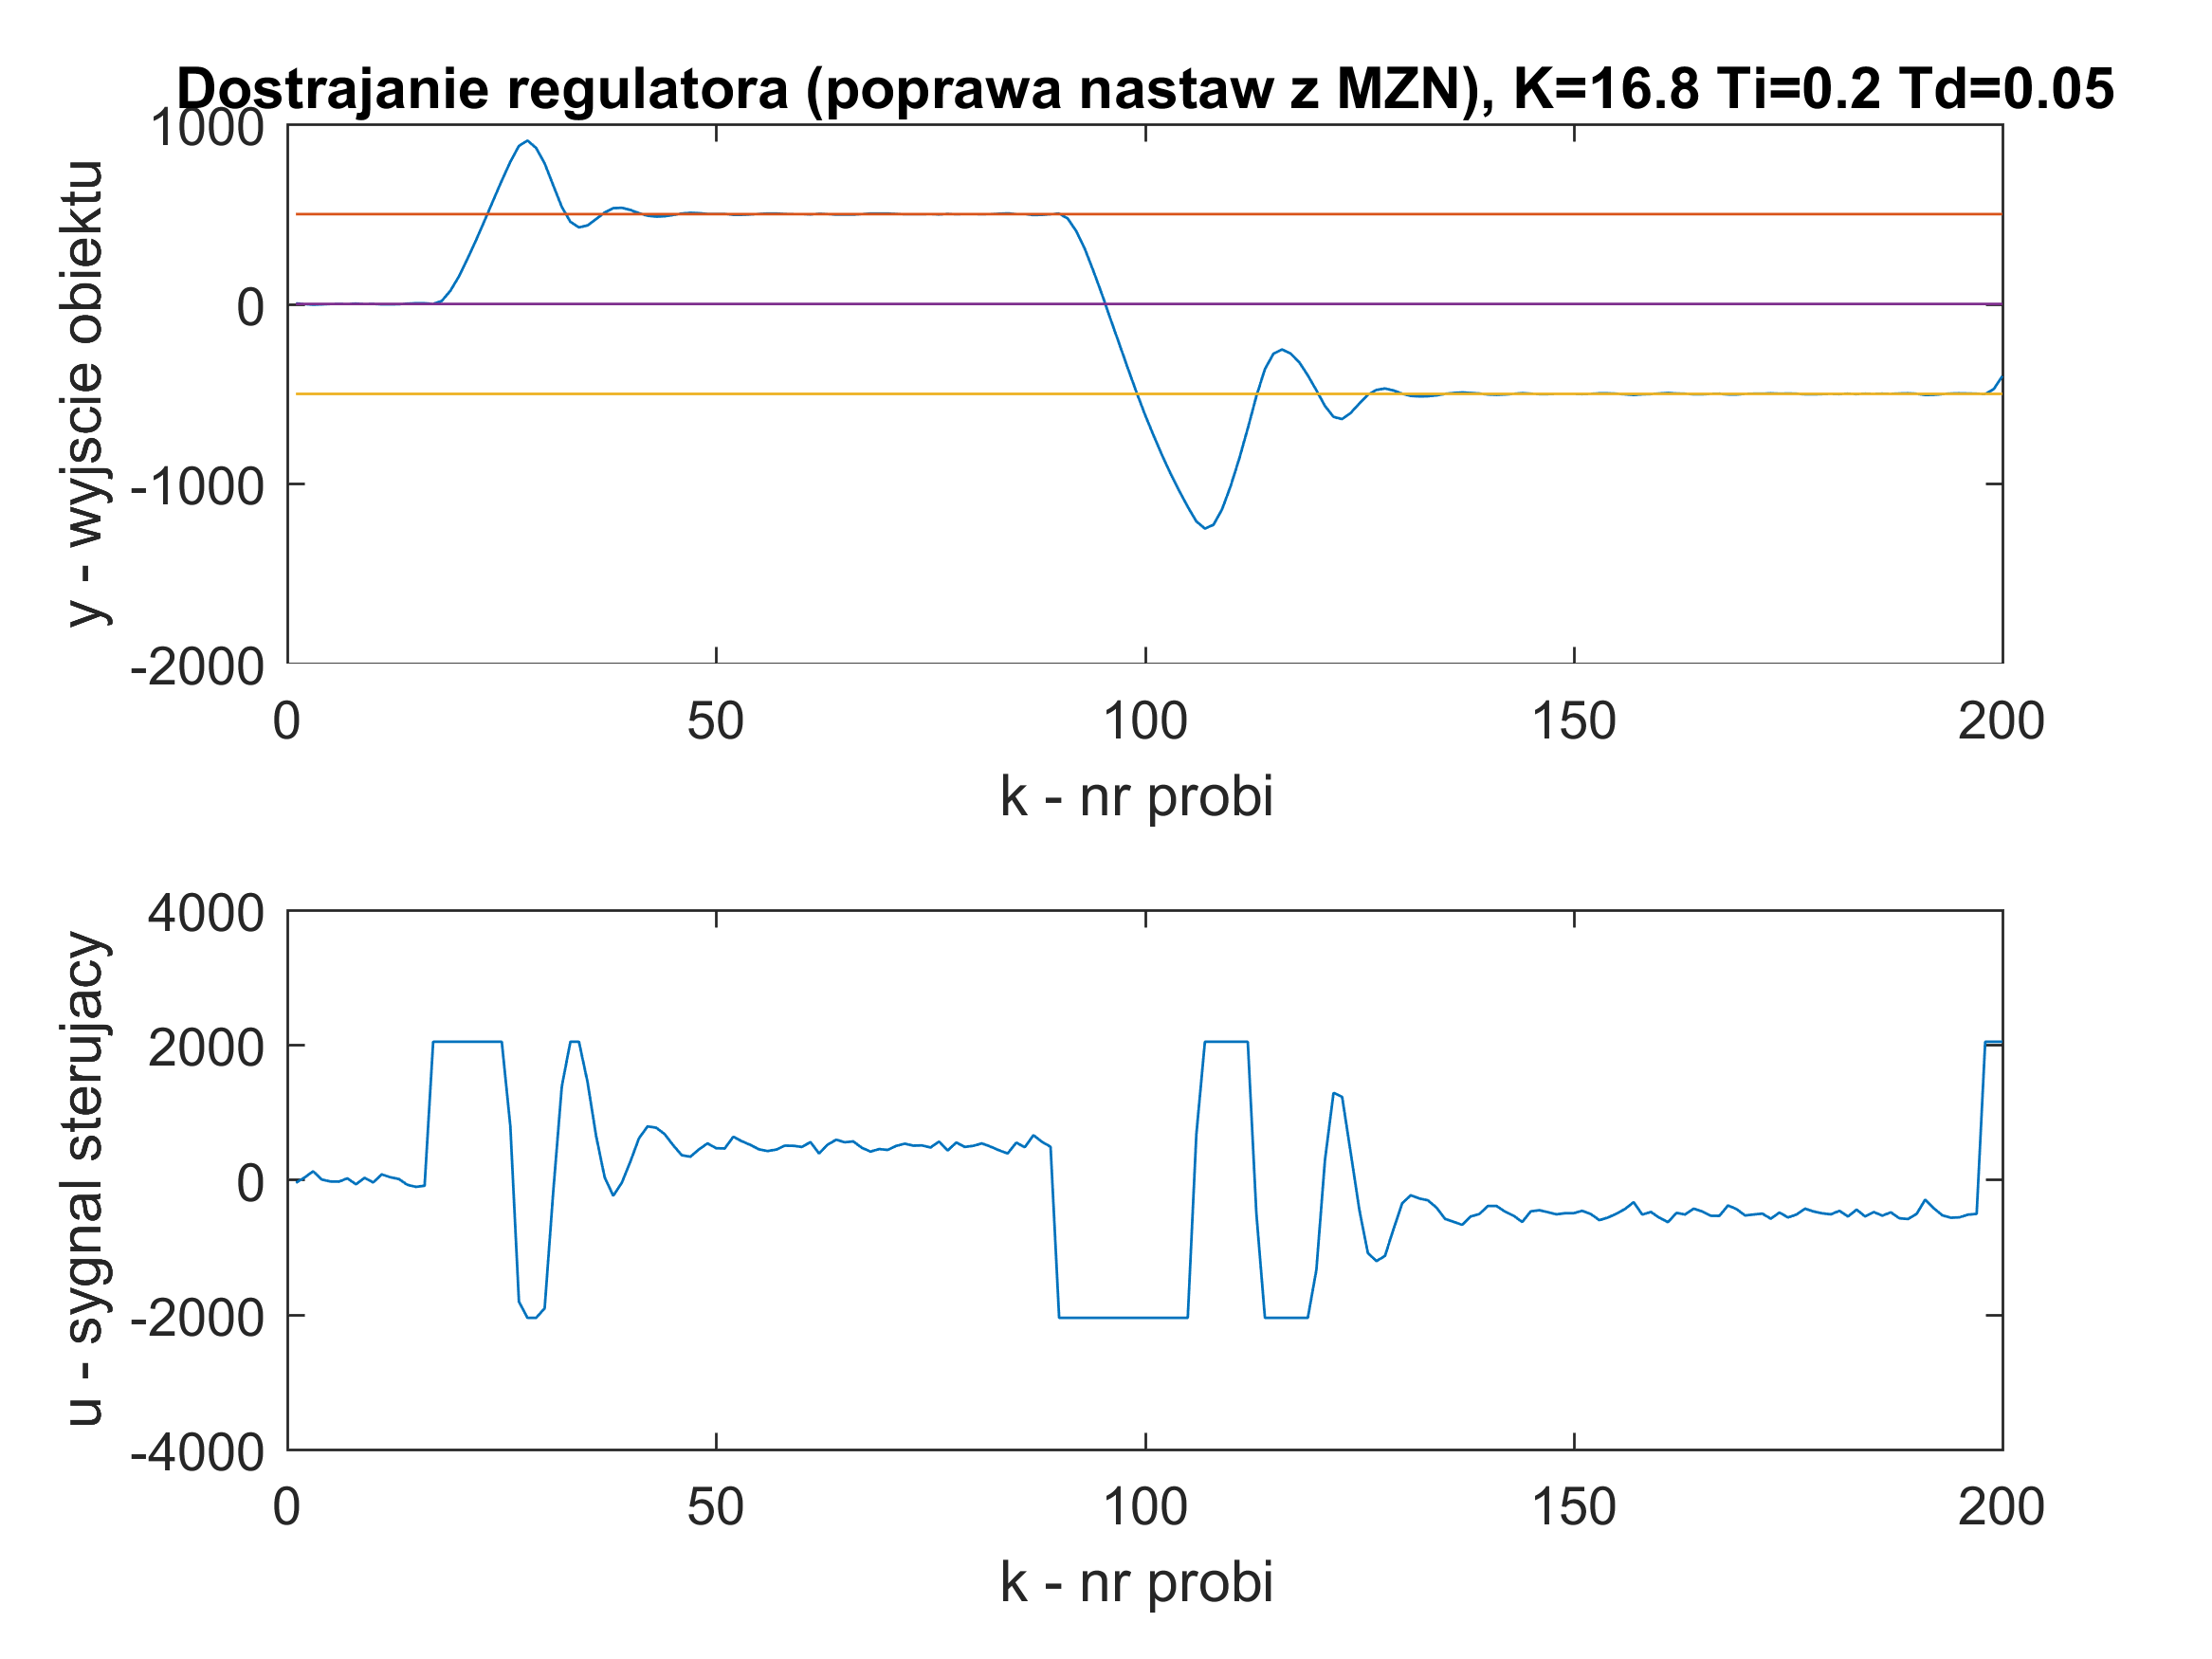 Dostrajanie regulatora (poprawa nastaw z MZN), K=16.8 Ti=0.2 Td=0.05
1000
0
-1000
-2000
y - wyjscie obiektu
0 50 100 150 200
k - nr probi
4000
2000
0
-2000
-4000
u - sygnal sterujacy
0 50 100 150 200
k - nr probi